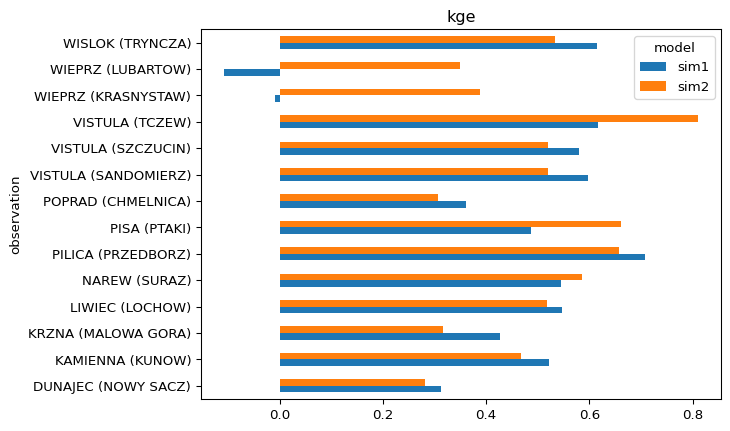 kge
model
sim1
sim2
observation
WISLOK (TRYNCZA)
WIEPRZ (LUBARTOW)
WIEPRZ (KRASNYSTAW)
VISTULA (TCZEW)
VISTULA (SZCZUCIN)
VISTULA (SANDOMIERZ)
POPRAD (CHMELNICA)
PISA (PTAKI)
PILICA (PRZEDBORZ)
NAREW (SURAZ)
LIWIEC (LOCHOW)
KRZNA (MALOWA GORA)
KAMIENNA (KUNOW)
DUNAJEC (NOWY SACZ)
0.0 0.2 0.4 0.6 0.8